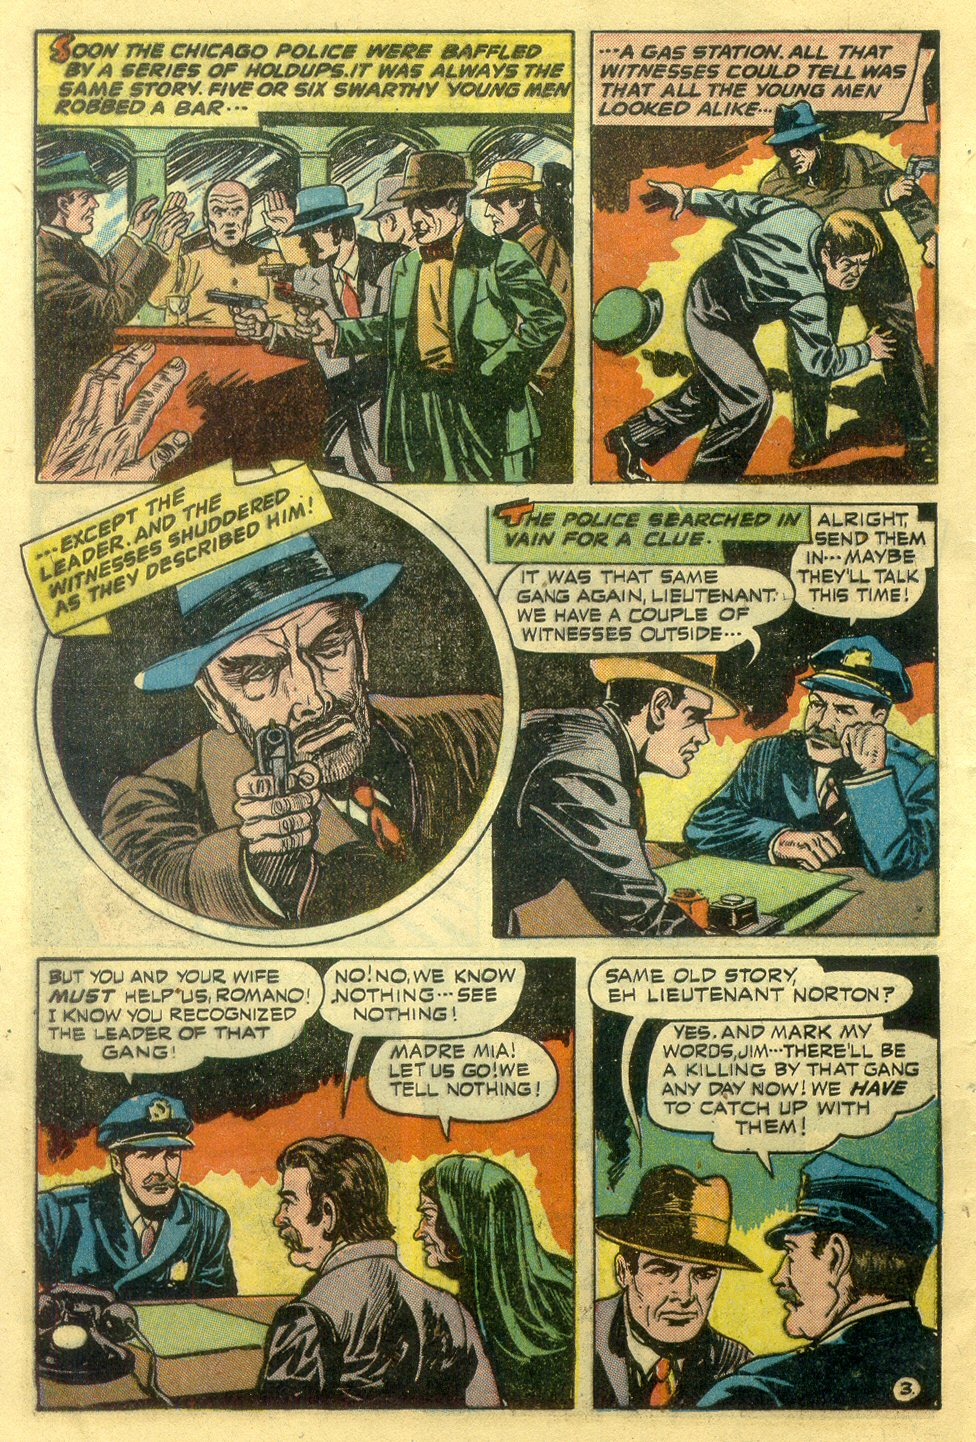 SOON THE CHICAGO POLICE WERE BAFFLED
BY A SERIES OF HOLDUPS. IT WAS ALWAYS THE
SAME STORY. FIVE OR SIX SWARTHY YOUNG MEN
ROBBED A BAR...
...A GAS STATION. ALL THAT
WITNESSES COULD TELL WAS
THAT ALL THE YOUNG MEN
LOOKED ALIKE...
...EXCEPT THE
LEADER. AND THE
WITNESSES SHUDDERED
AS THEY DESCRIBED HIM!
THE POLICE SEARCHED IN
VAIN FOR A CLUE.
IT WAS THAT SAME
GANG AGAIN, LIEUTENANT.
WE HAVE A COUPLE OF
WITNESSES OUTSIDE...
ALRIGHT,
SEND THEM
IN...MAYBE
THEY'LL TALK
THIS TIME!
BUT YOU AND YOUR WIFE
MUST HELP US, ROMANO!
I KNOW YOU RECOGNIZED
THE LEADER OF THAT
GANG!
NO! NO, WE KNOW
NOTHING...SEE
NOTHING!
MADRE MIA!
LET US GO! WE
TELL NOTHING!
SAME OLD STORY,
EH LIEUTENANT NORTON?
YES. AND MARK MY
WORDS, JIM...THERE'LL BE
A KILLING BY THAT GANG
ANY DAY NOW! WE HAVE
TO CATCH UP WITH
THEM!
3.